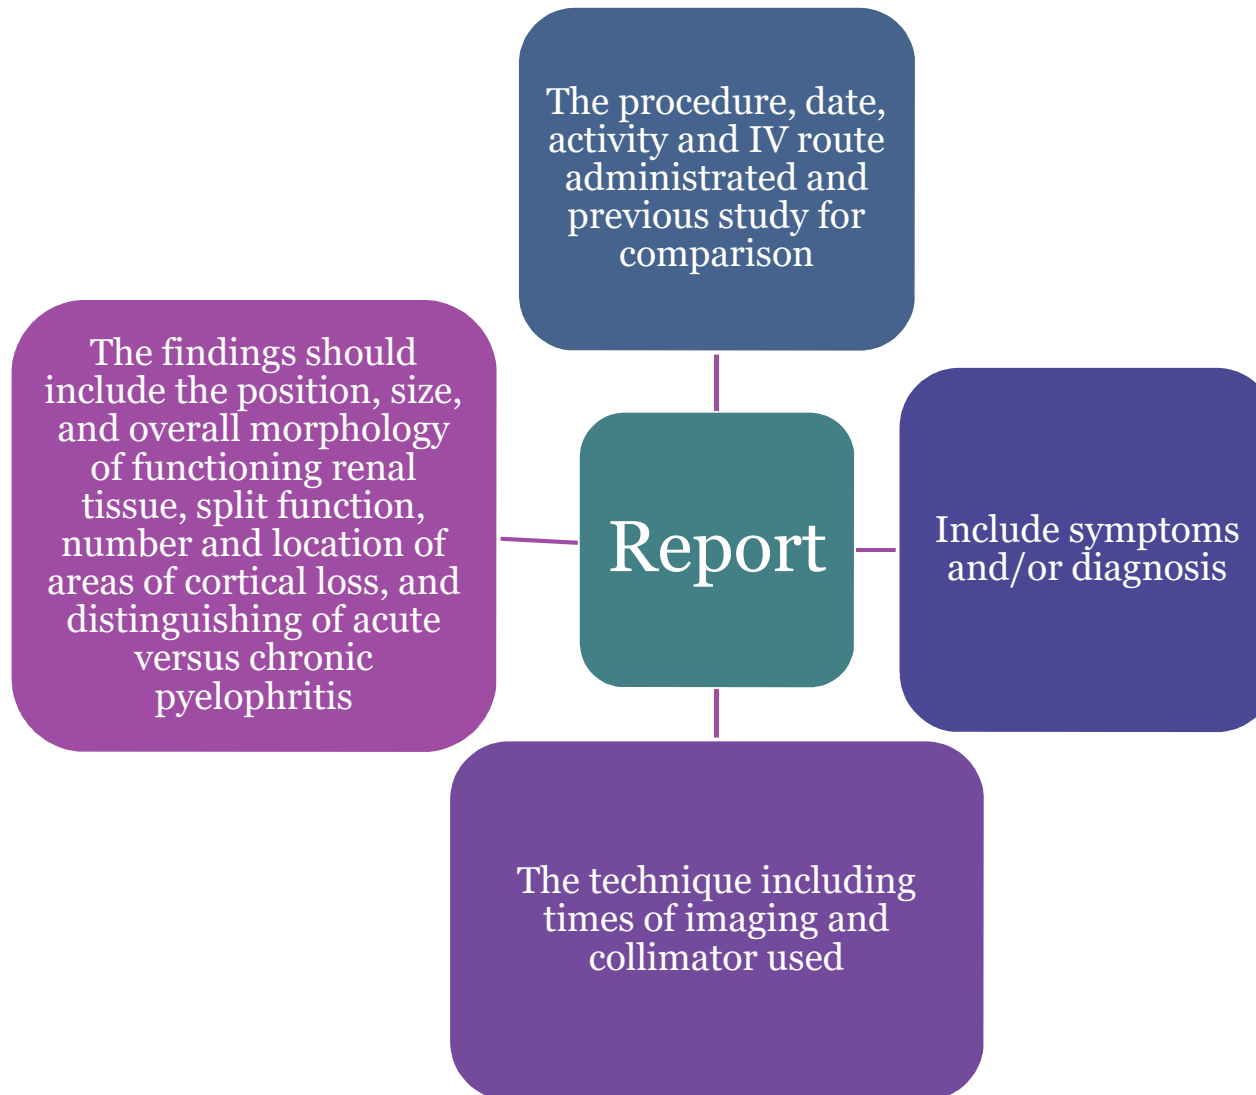 The procedure, date,
activity and IV route
administrated and
previous study for
comparison
The findings should
include the position, size,
and overall morphology
of functioning renal
tissue, split function,
number and location of
areas of cortical loss, and
distinguishing of acute
versus chronic
pyelophritis
Report
Include symptoms
and/or diagnosis
The technique including
times of imaging and
collimator used